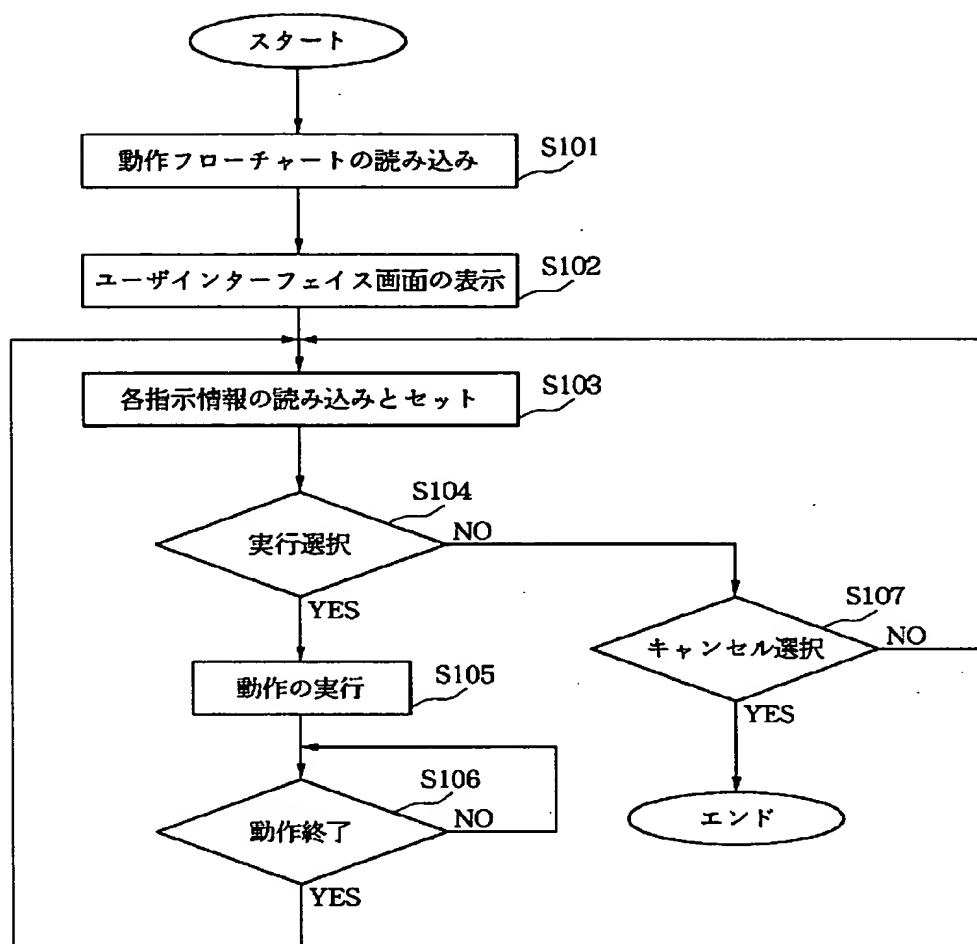 スタート
動作フローチャートの読み込み
S101
ユーザインターフェイス画面の表示
S102
各指示情報の読み込みとセット
S103
実行選択
S104
NO
YES
キャンセル選択
S107
NO
YES
動作の実行
S105
動作終了
S106
NO
YES
エンド